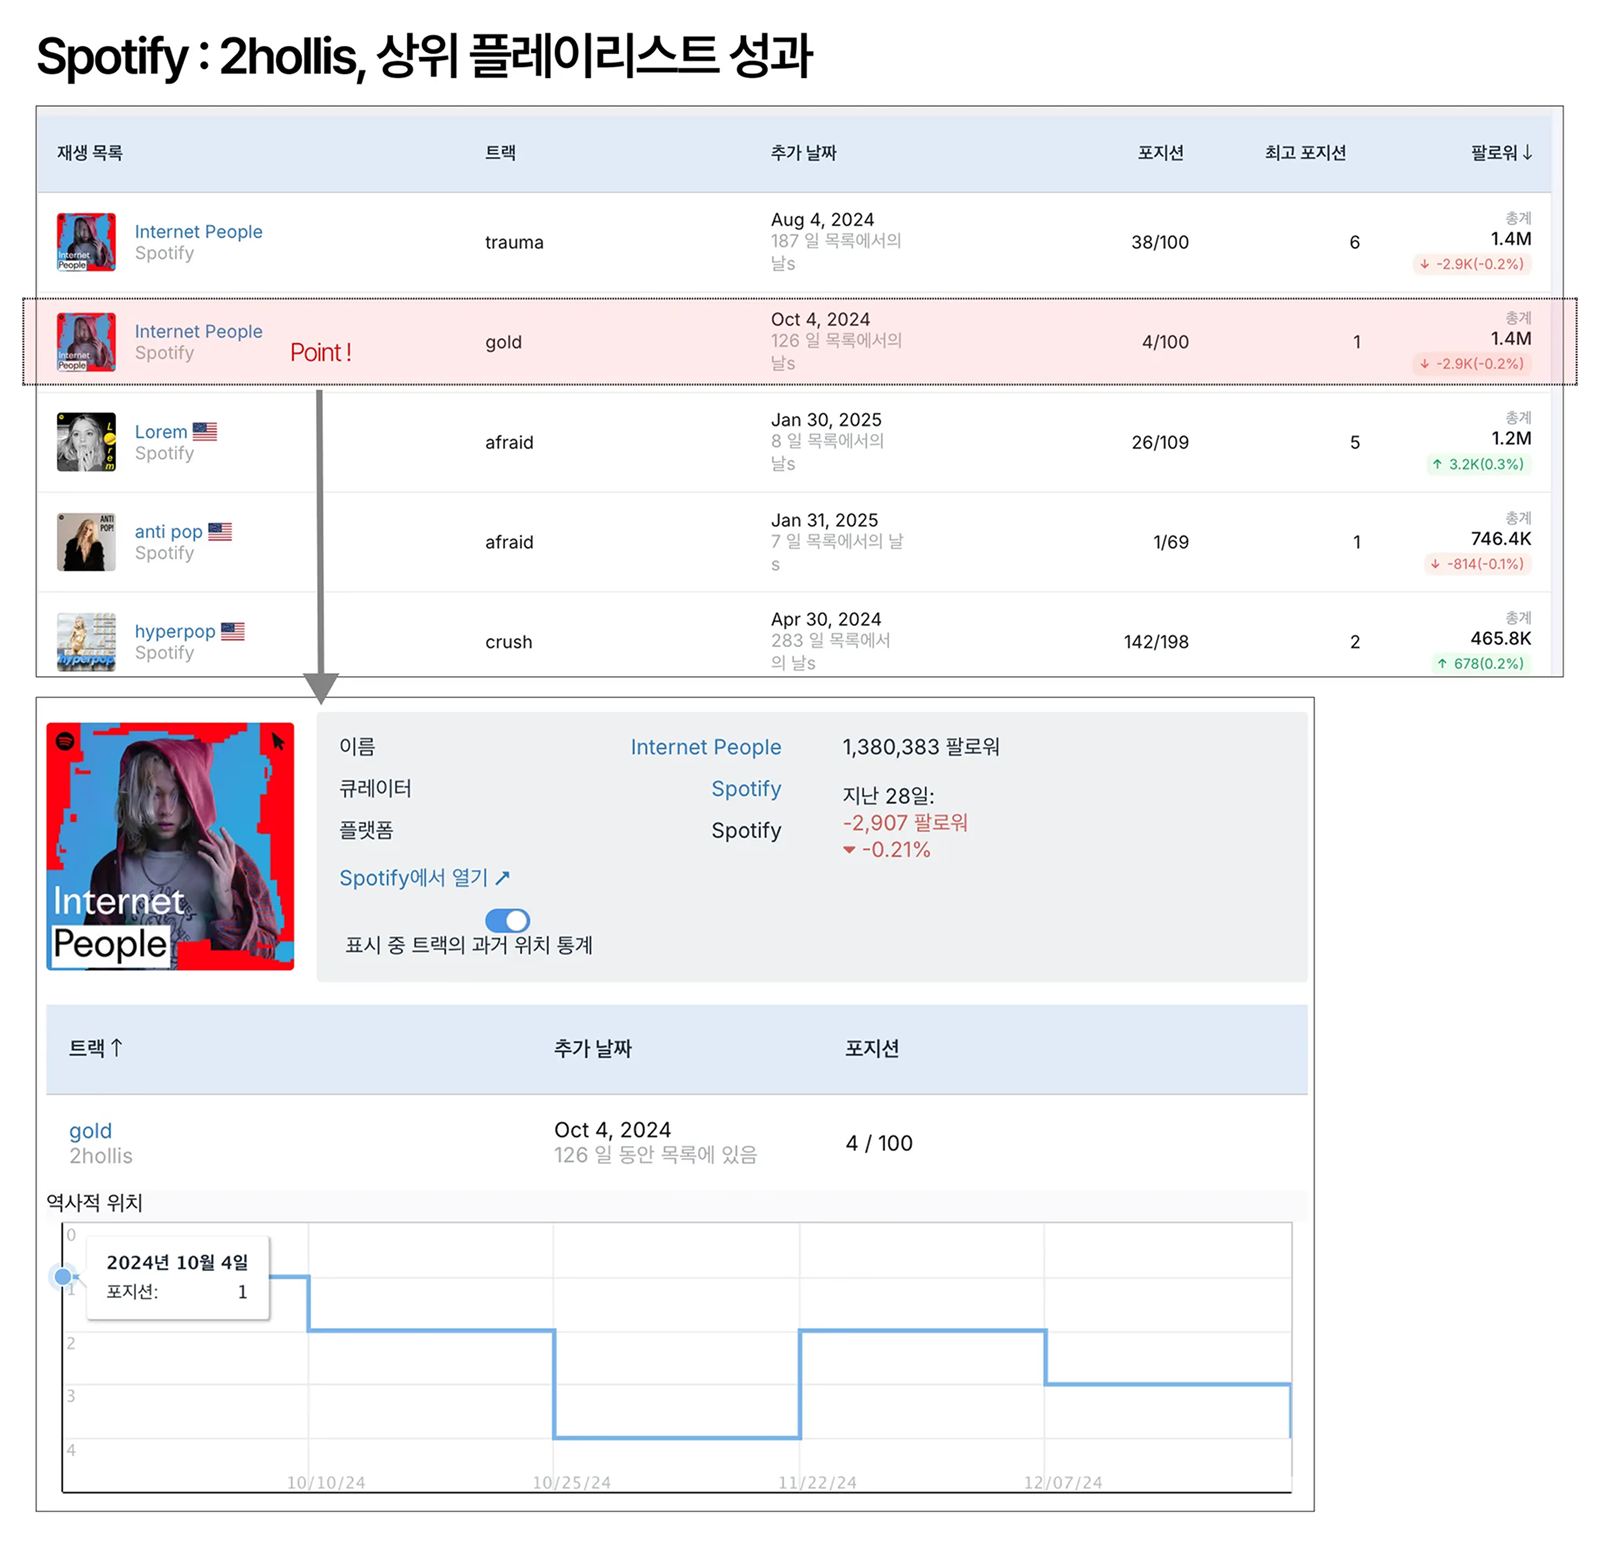 Spotify : 2hollis, 상위 플레이리스트 성과
재생 목록 트랙 추가 날짜 포지션 최고 포지션 팔로워↓
Internet People
Spotify
trauma
Aug 4, 2024
187 일 목록에서의
날s
38/100
6
총계
1.4M
↓ -2.9K(-0.2%)
Internet
People
Internet People
Spotify
Point !
gold
Oct 4, 2024
126 일 목록에서의
날s
4/100
1
총계
1.4M
↓ -2.9K(-0.2%)
Internet
People
Lorem
Spotify
afraid
Jan 30, 2025
8 일 목록에서의
날s
26/109
5
총계
1.2M
↑ 3.2K(0.3%)
Lorem
anti pop
Spotify
afraid
Jan 31, 2025
7 일 목록에서의 날
s
1/69
1
총계
746.4K
↓ -814(-0.1%)
ANTI
POP!
hyperpop
Spotify
crush
Apr 30, 2024
283 일 목록에서
의 날s
142/198
2
총계
465.8K
↑ 678(0.2%)
hyperpop
Internet
People
이름 Internet People
큐레이터 Spotify
플랫폼 Spotify
Spotify에서 열기 ↗
표시 중 트랙의 과거 위치 통계
1,380,383 팔로워
지난 28일:
-2,907 팔로워
-0.21%
트랙↑ 추가 날짜 포지션
gold
2hollis
Oct 4, 2024
126 일 동안 목록에 있음
4 / 100
역사적 위치
0
2024년 10월 4일
포지션: 1
1
2
3
4
10/10/24 10/25/24 11/22/24 12/07/24